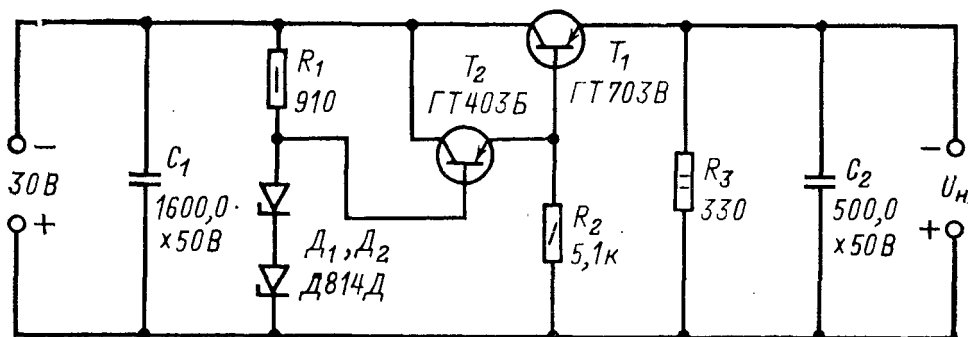 30В
−
+
C1
1600,0
×50В
R1
910
Д1, Д2
Д814Д
T2
ГТ403Б
T1
ГТ703В
R2
5,1к
R3
330
C2
500,0
×50В
−
Uн
+